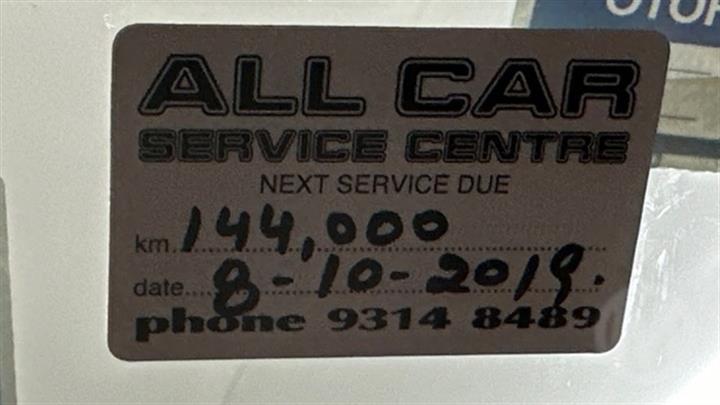 ALL CAR
SERVICE CENTRE
NEXT SERVICE DUE
km 144,000
date 8-10-2019.
phone 9314 8489